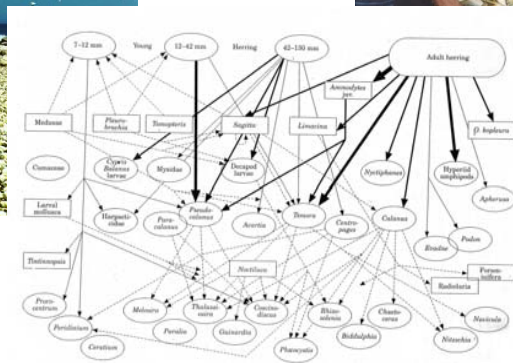 7–12 mm Young 12–42 mm Herring 42–130 mm Adult herring
Ammodytes juv.
Medusae Pleuro-brachia Tomopteris Sagitta Limacina O. kopleura
Cumaceae Cypris Balanus larvae Mysidae Decapod larvae Nyctiphanes Hyperiid amphipods Apherusa
Larval mollusca Harpacti-cidae Para-calanus Pseudo-calanus Acartia Temora Centro-pages Calanus Evadne Podon
Tintinnopsis Noctiluca Radiolaria Foram-inifera
Proro-centrum Peridinium Ceratium Melosira Paralia Thalassi-osira Guinardia Coscino-discus Phaeocystis Rhizo-solenia Biddulphia Chaeto-ceros Nitzschia Navicula